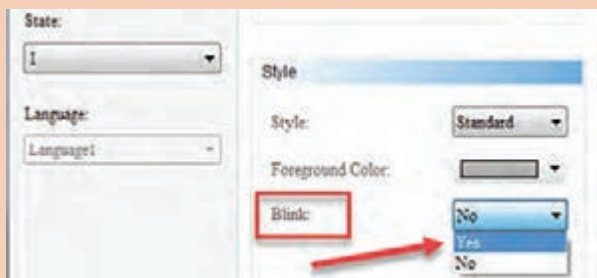 State:
1
Language:
Language1
Style
Style:
Standard
Foreground Color:
Blink:
No
Yes
No